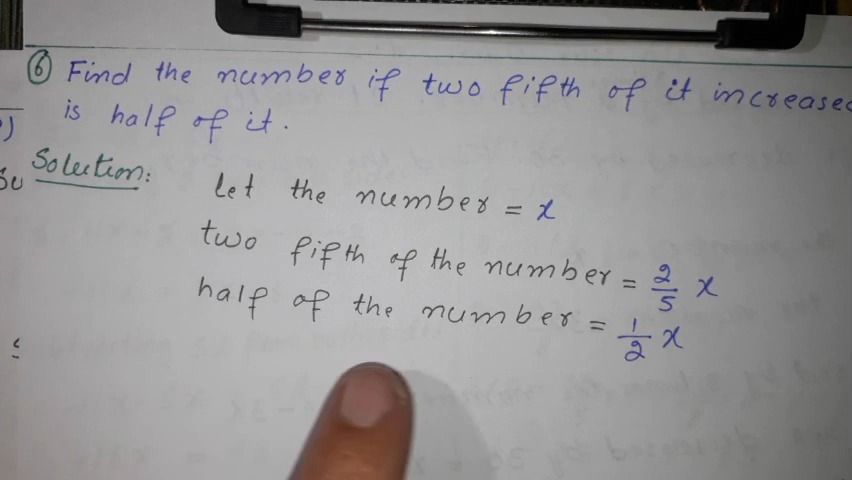 6 Find the number if two fifth of it increased
is half of it.
Solution:
Let the number = x
two fifth of the number = 2/5 x
half of the number = 1/2 x